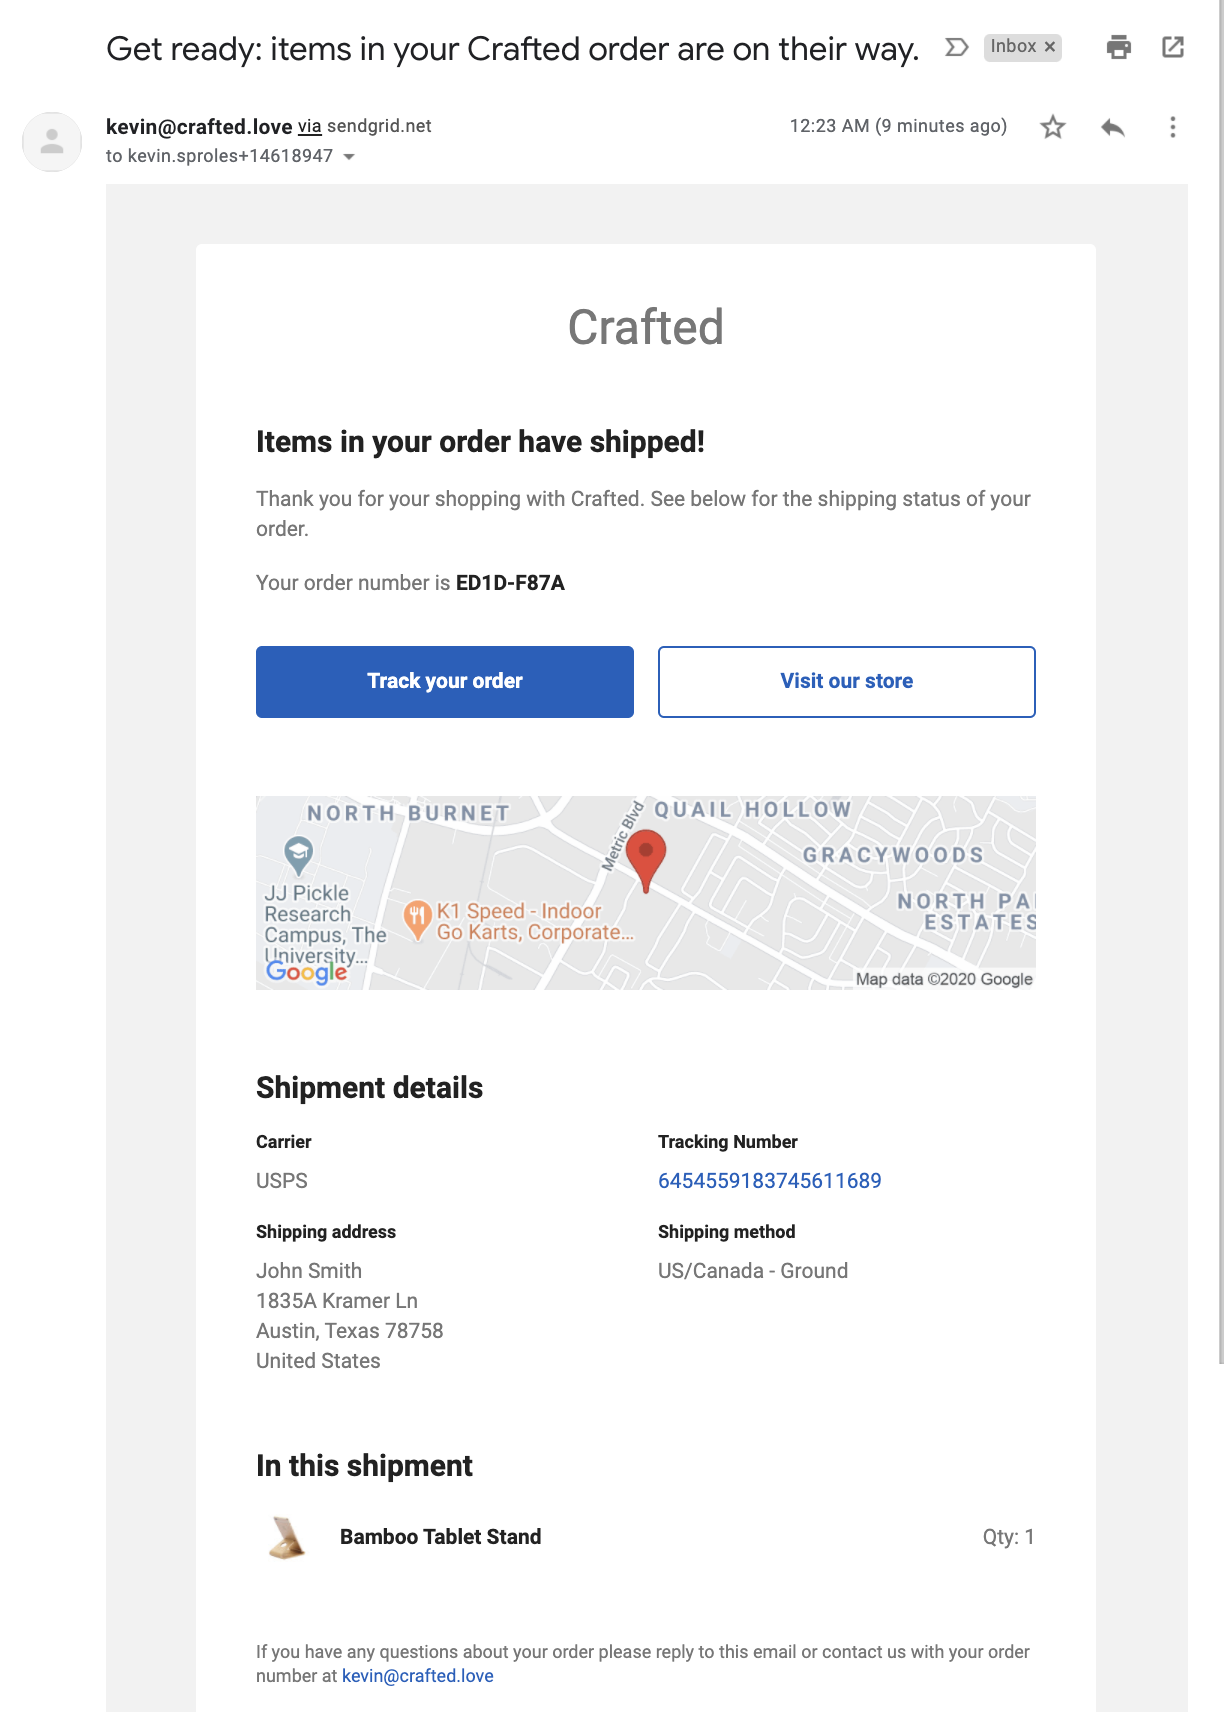 Get ready: items in your Crafted order are on their way.
Inbox ×
kevin@crafted.love via sendgrid.net
12:23 AM (9 minutes ago)
to kevin.sproles+14618947
Crafted
Items in your order have shipped!
Thank you for your shopping with Crafted. See below for the shipping status of your
order.
Your order number is ED1D-F87A
Track your order
Visit our store
NORTH BURNET
Metric Blvd
QUAIL HOLLOW
GRACYWOODS
JJ Pickle
Research
Campus, The
University...
K1 Speed - Indoor
Go Karts, Corporate...
NORTH PA
ESTATES
Google
Map data ©2020 Google
Shipment details
Carrier
Tracking Number
USPS
6454559183745611689
Shipping address
Shipping method
John Smith
US/Canada - Ground
1835A Kramer Ln
Austin, Texas 78758
United States
In this shipment
Bamboo Tablet Stand
Qty: 1
If you have any questions about your order please reply to this email or contact us with your order
number at kevin@crafted.love